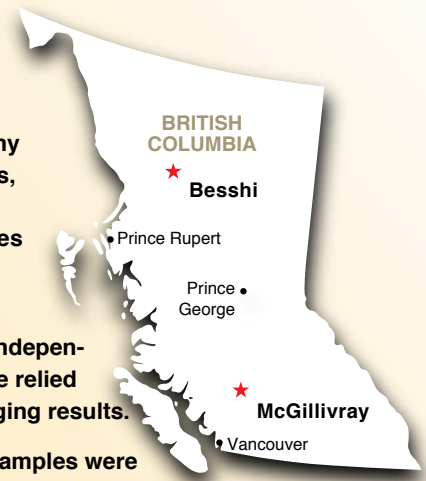 ny
s,
es
ndepen-
e relied
ging results.
amples were
BRITISH
COLUMBIA
Besshi
Prince Rupert
Prince
George
McGillivray
Vancouver